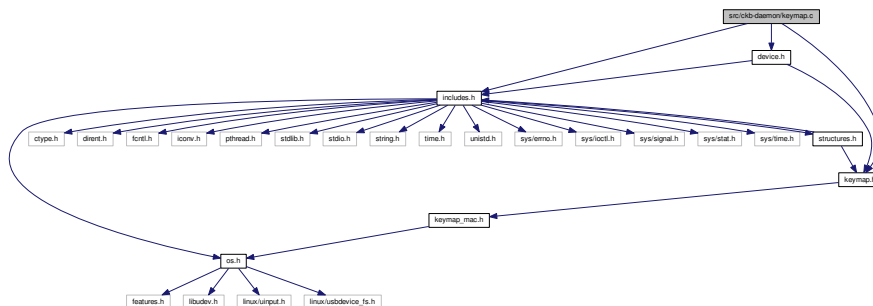 src/ckb-daemon/keymap.c
device.h
includes.h
ctype.h
dirent.h
fcntl.h
iconv.h
pthread.h
stdlib.h
stdio.h
string.h
time.h
unistd.h
sys/errno.h
sys/ioctl.h
sys/signal.h
sys/stat.h
sys/time.h
structures.h
keymap.h
keymap_mac.h
os.h
features.h
libudev.h
linux/uinput.h
linux/usbdevice_fs.h